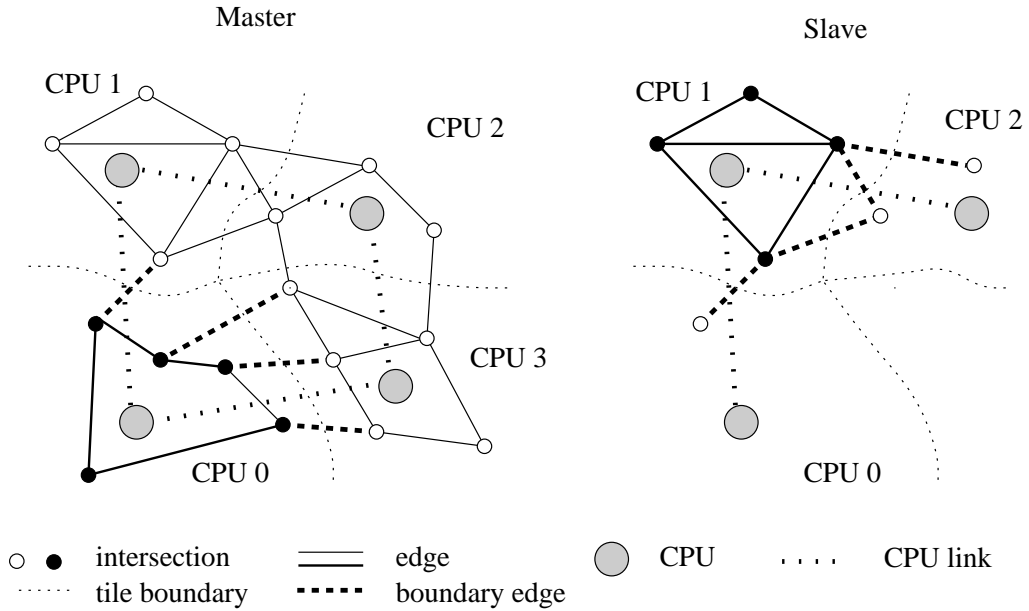 Master
Slave
CPU 1
CPU 2
CPU 3
CPU 0
CPU 1
CPU 2
CPU 0
intersection
edge
CPU
CPU link
tile boundary
boundary edge